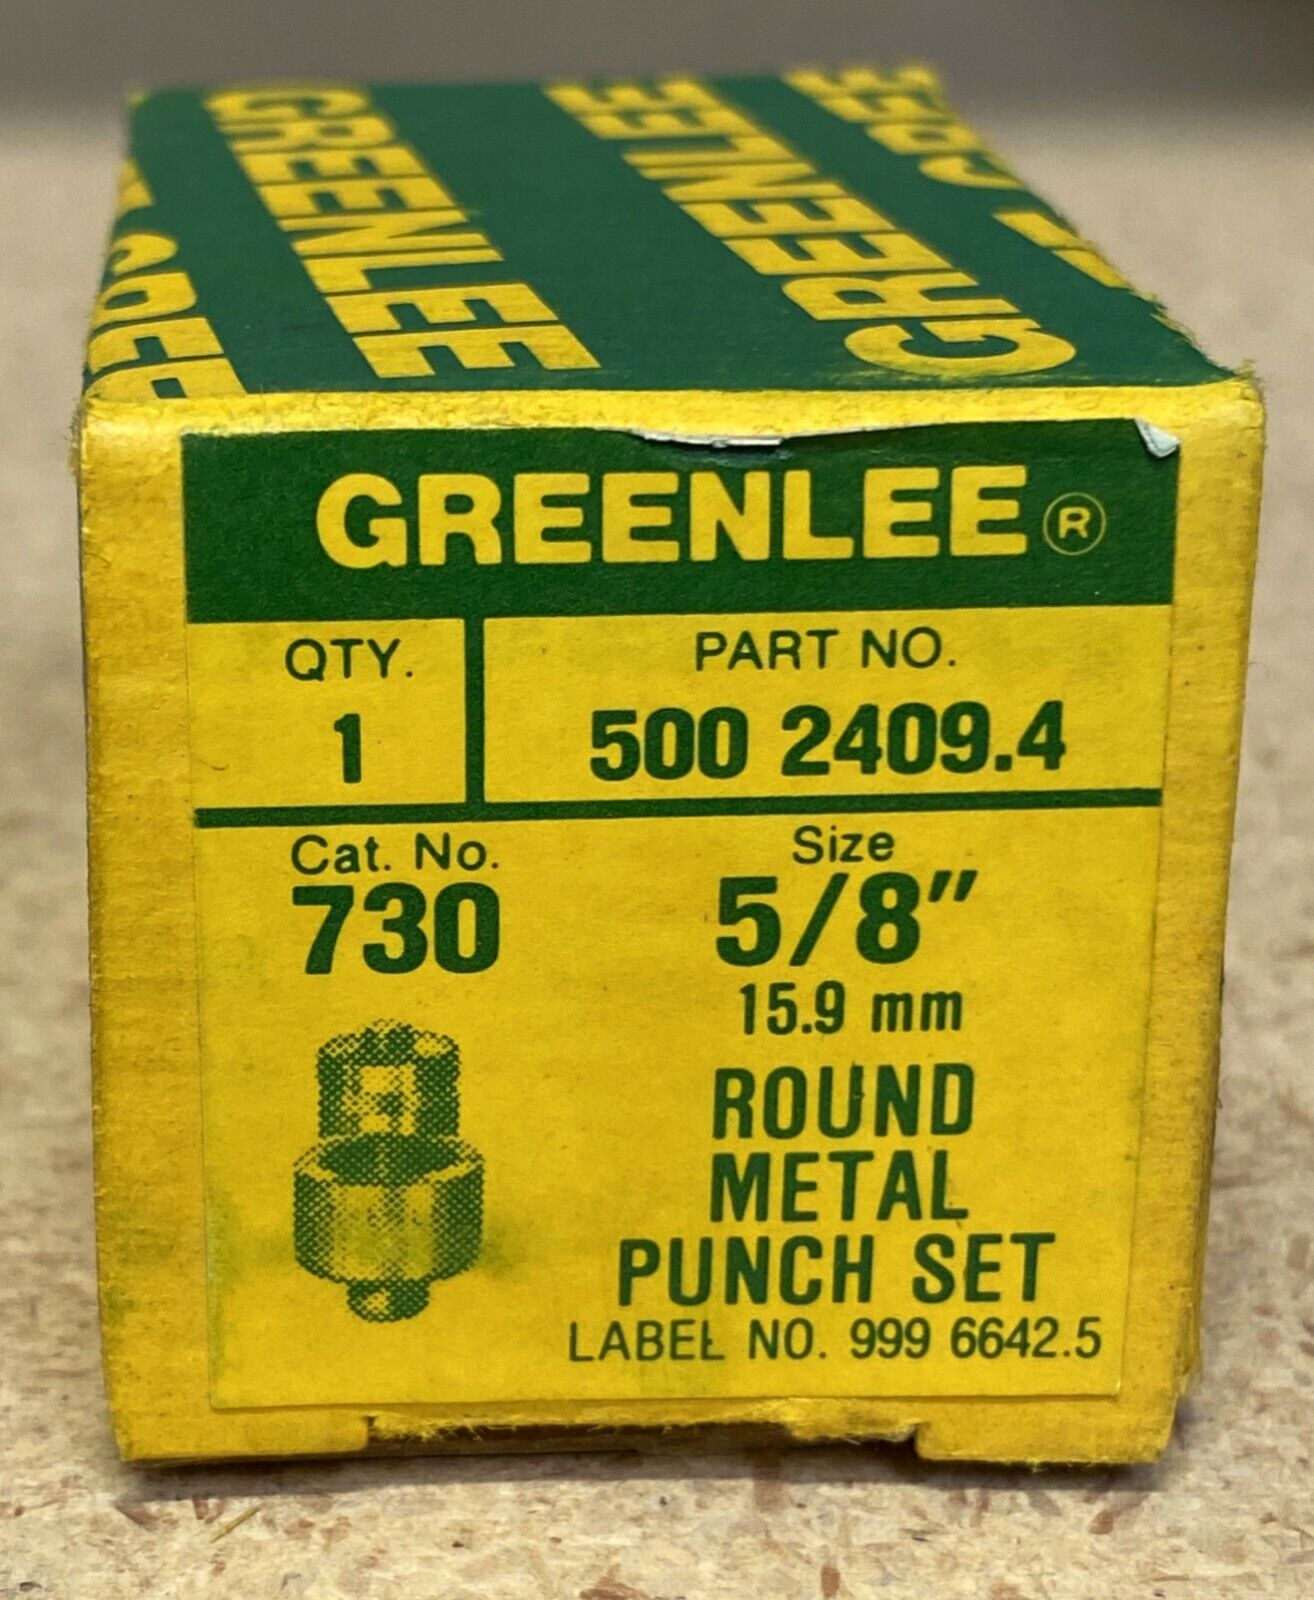 GREENLEE
GREENLEE
GREENLEE®
QTY.
1
PART NO.
500 2409.4
Cat. No.
730
Size
5/8"
15.9 mm
ROUND
METAL
PUNCH SET
LABEL NO. 999 6642.5